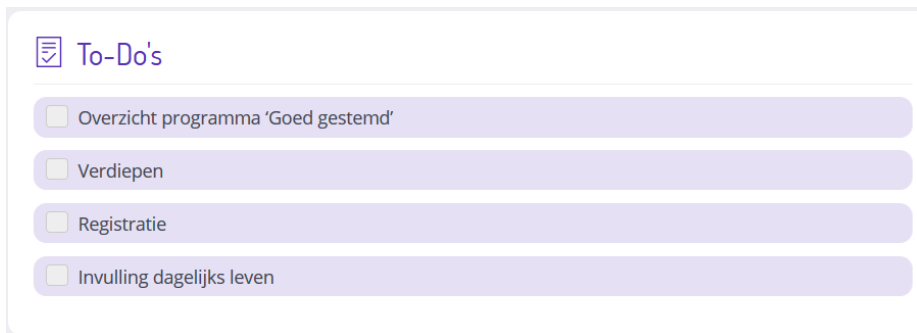 To-Do's
Overzicht programma ‘Goed gestemd’
Verdiepen
Registratie
Invulling dagelijks leven